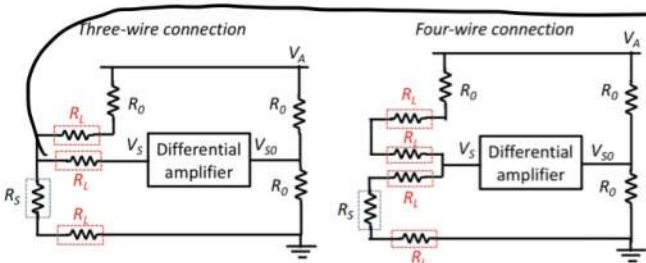 Three-wire connection
Four-wire connection
V_A
V_A
R_0
R_0
R_0
R_0
R_L
R_L
R_L
R_L
V_S
Differential
amplifier
V_S0
V_S
Differential
amplifier
V_S0
R_L
R_L
R_0
R_0
R_S
R_S
R_L
R_L